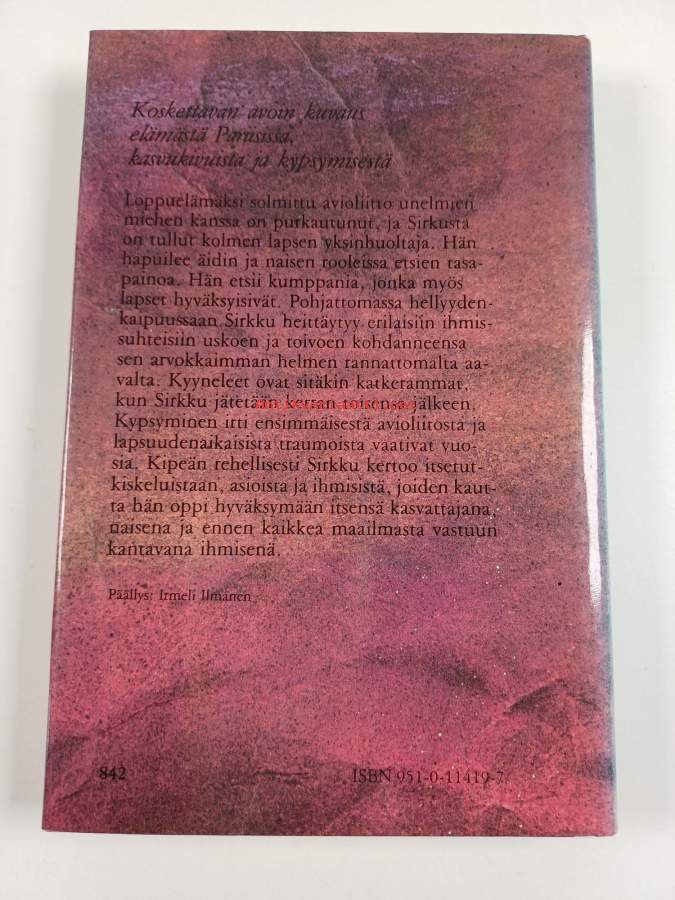 Koskettavan avoin kuvaus
elämästä Pariisissa,
kasvukivuista ja kypsymisestä
Loppuelämäksi solmittu avioliitto unelmien
miehen kanssa on purkautunut, ja Sirkusta
on tullut kolmen lapsen yksinhuoltaja. Hän
hapuilee äidin ja naisen rooleissa etsien tasa-
painoa. Hän etsii kumppania, jonka myös
lapset hyväksyisivät. Pohjattomassa hellyyden-
kaipuussaan Sirkku heittäytyy erilaisiin ihmis-
suhteisiin uskoen ja toivoen kohdanneensa
sen arvokkaimman helmen rannattomalta aa-
valta. Kyyneleet ovat sitäkin katkerammat,
kun Sirkku jätetään kerran toisensa jälkeen.
Kypsyminen irti ensimmäisestä avioliitosta ja
lapsuudenaikaisista traumoista vaativat vuo-
sia. Kipeän rehellisesti Sirkku kertoo itsetut-
kiskeluistaan, asioista ja ihmisistä, joiden kaut-
ta hän oppi hyväksymään itsensä kasvattajana,
naisena ja ennen kaikkea maailmasta vastuun
kantavana ihmisenä.
Päällys: Irmeli Ilmanen
842
ISBN 951-0-11419-7